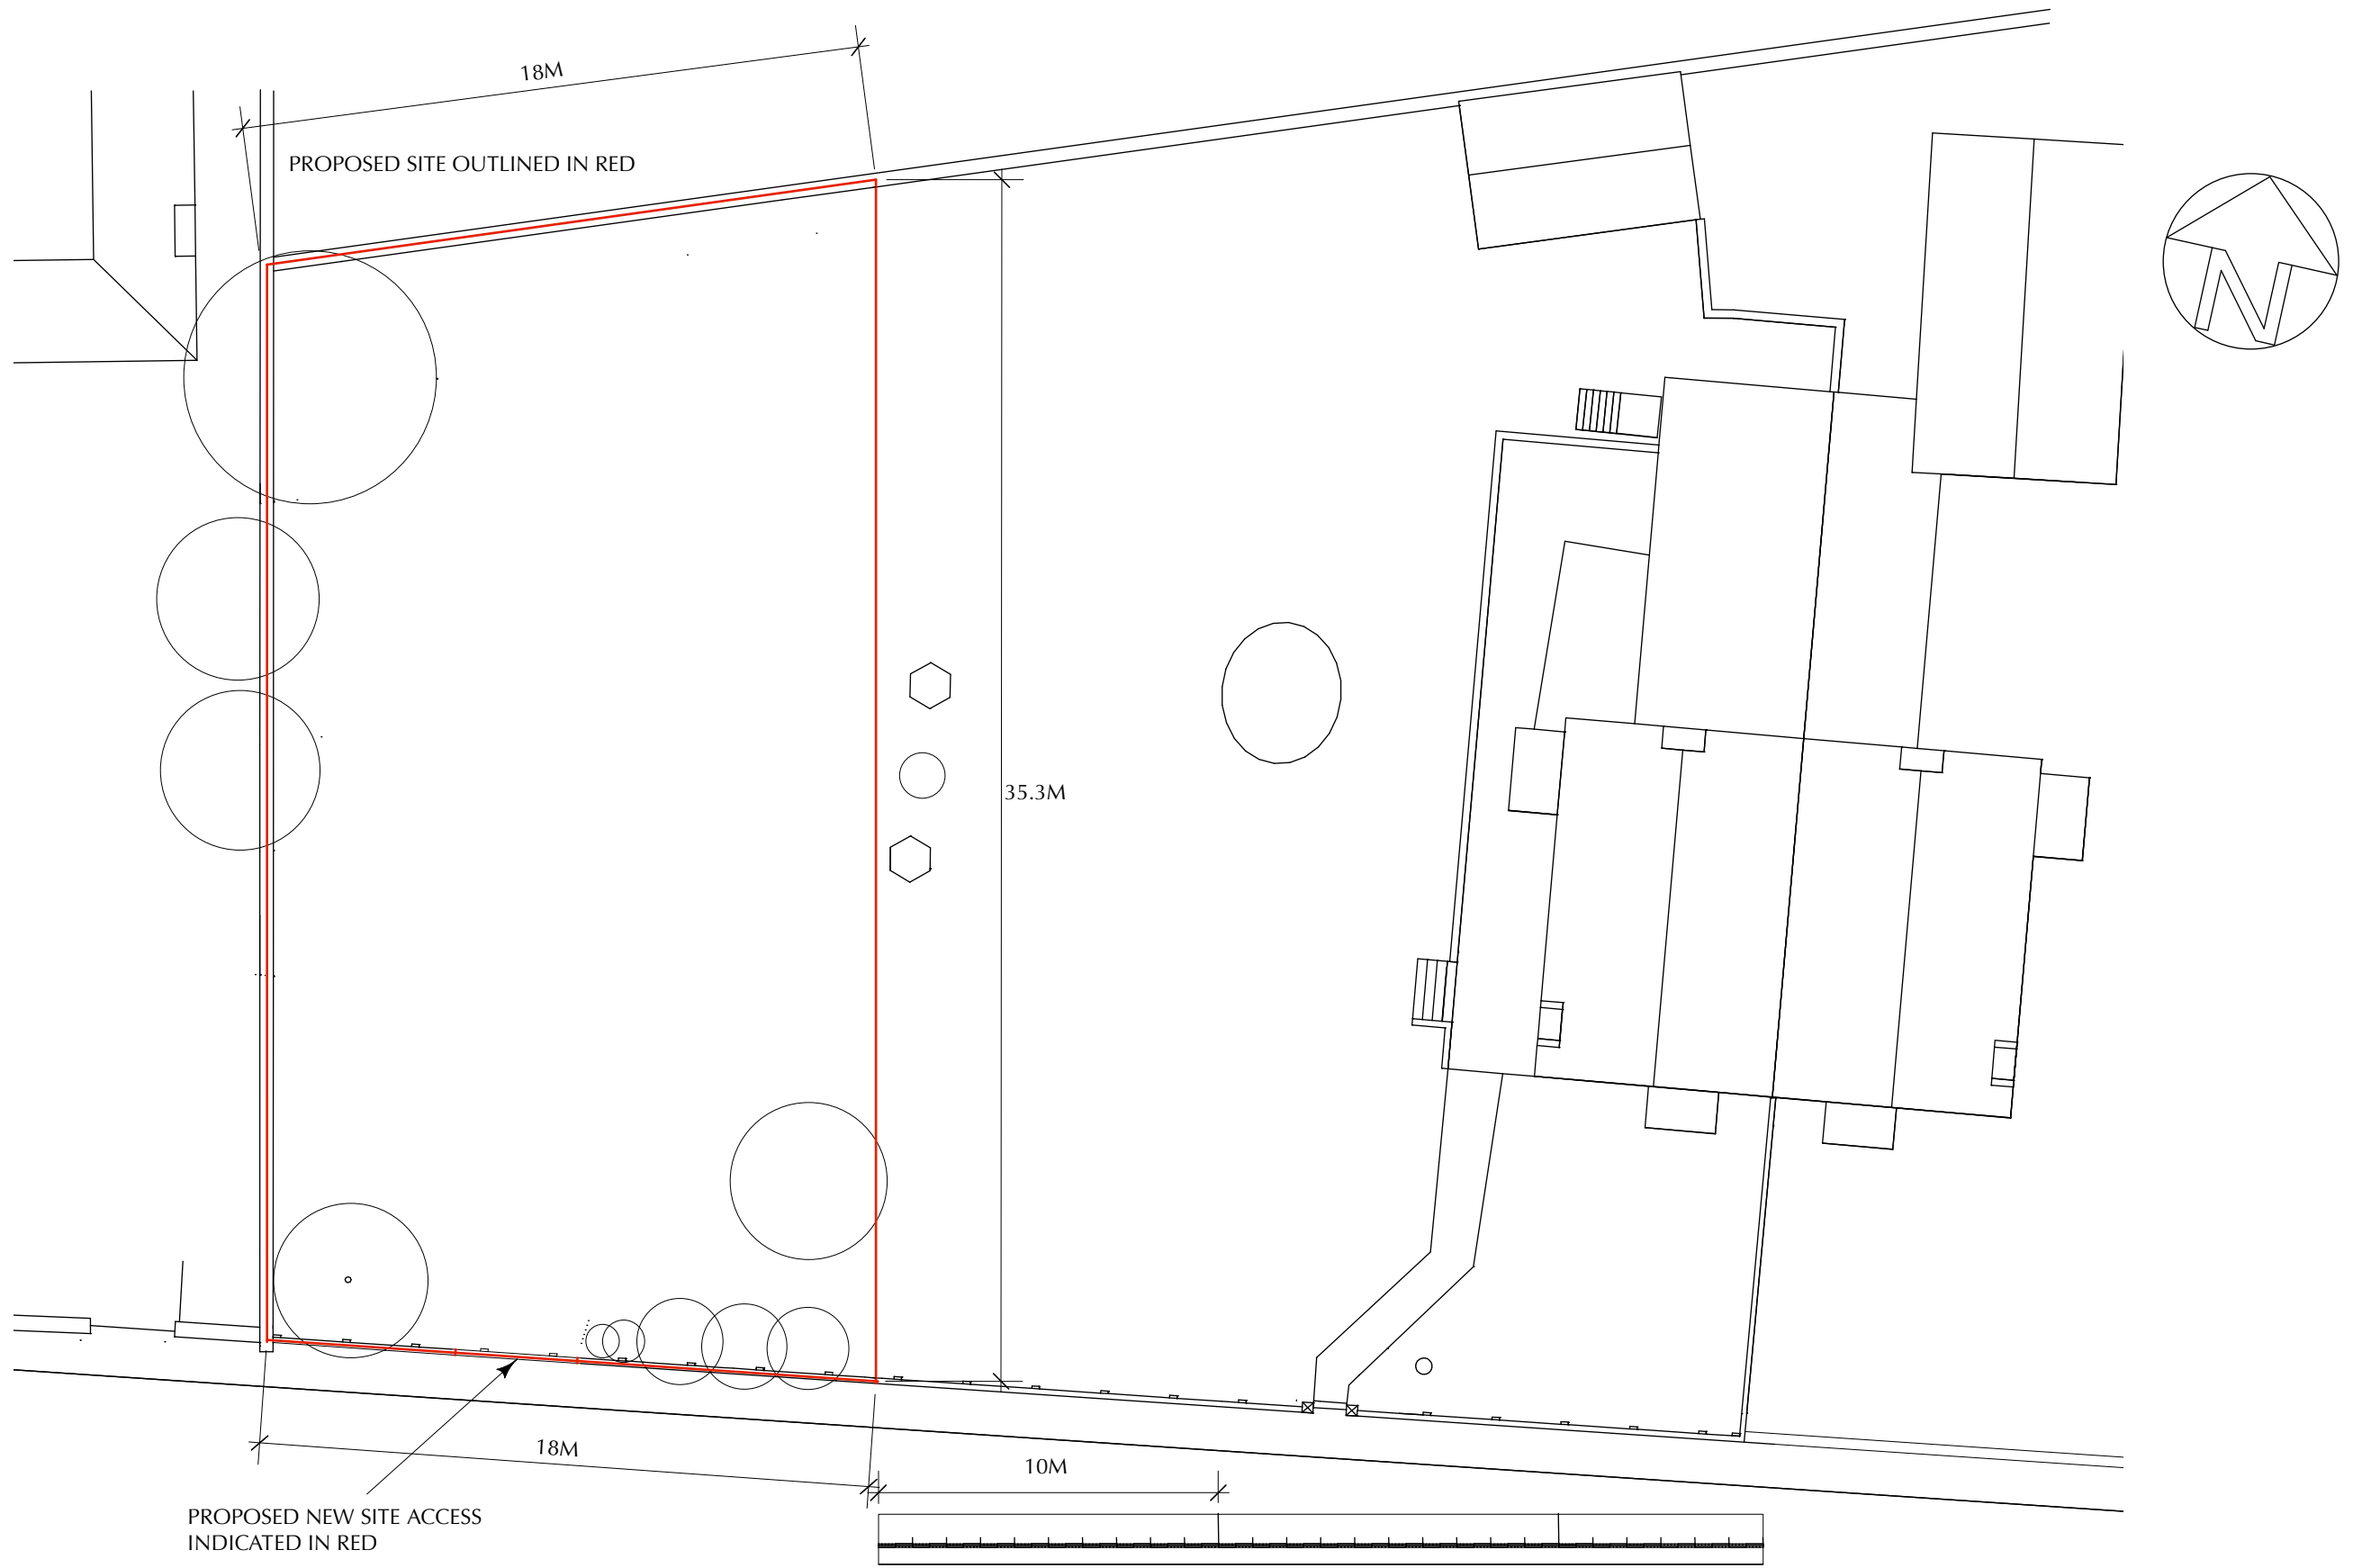 18M
PROPOSED SITE OUTLINED IN RED
N
35.3M
18M
10M
PROPOSED NEW SITE ACCESS
INDICATED IN RED